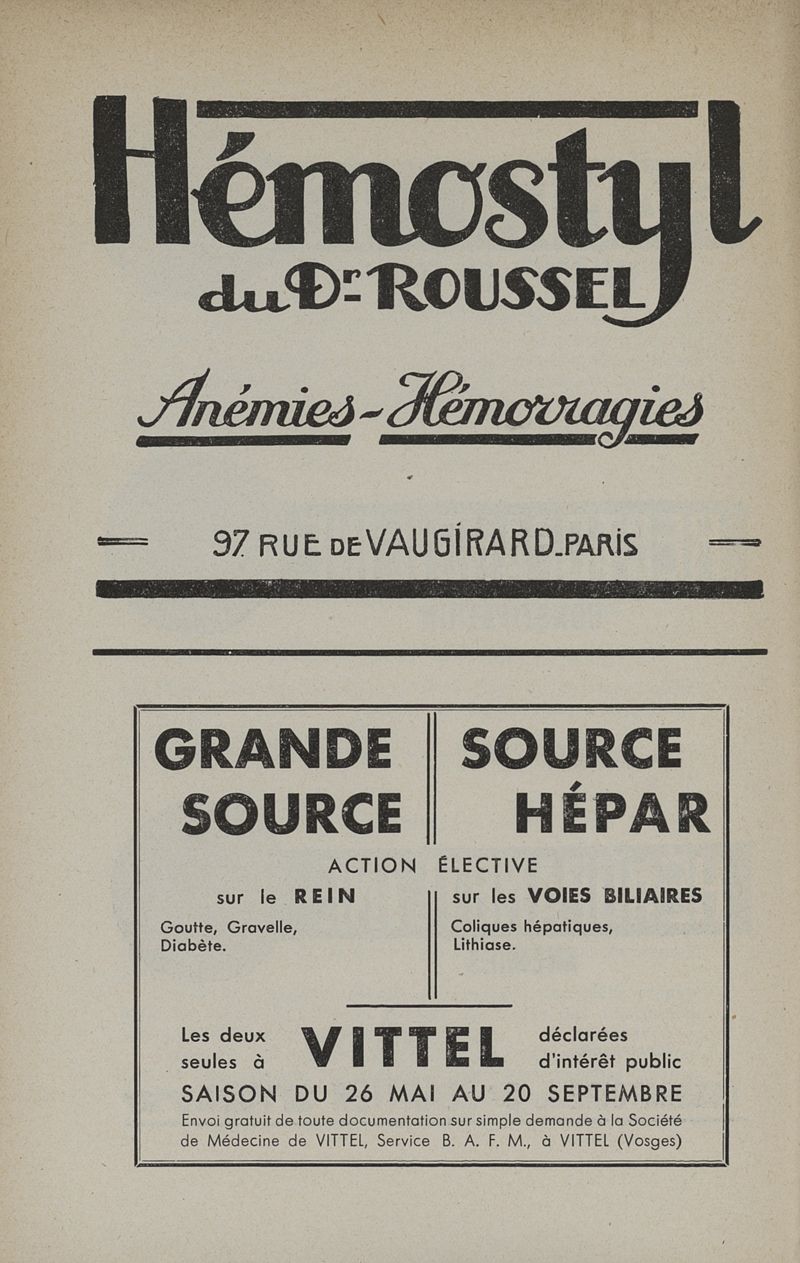 Hémostyl
du Dr ROUSSEL
Anémies - Hémorragies
97 RUE DE VAUGIRARD_PARIS
GRANDE
SOURCE
SOURCE
HÉPAR
ACTION ÉLECTIVE
sur le REIN
Goutte, Gravelle,
Diabète.
sur les VOIES BILIAIRES
Coliques hépatiques,
Lithiase.
Les deux
seules à
VITTEL
déclarées
d'intérêt public
SAISON DU 26 MAI AU 20 SEPTEMBRE
Envoi gratuit de toute documentation sur simple demande à la Société
de Médecine de VITTEL, Service B. A. F. M., à VITTEL (Vosges)